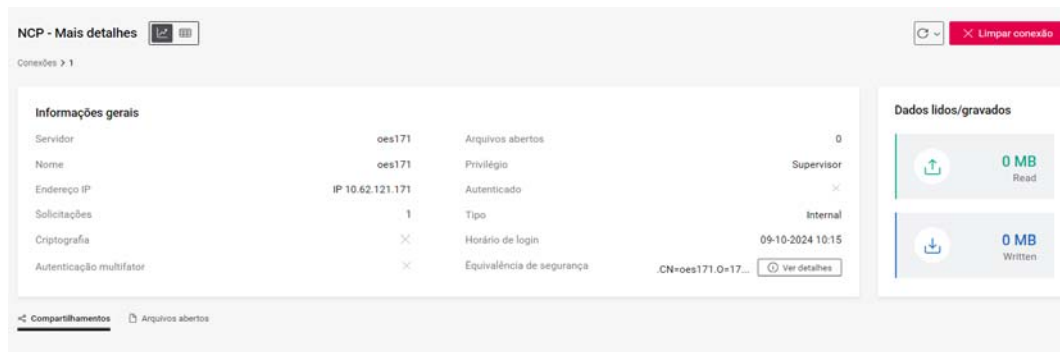 NCP - Mais detalhes
Limpar conexão
Conexões > 1
Informações gerais
Servidor oes171
Nome oes171
Endereço IP IP 10.62.121.171
Solicitações 1
Criptografia
Autenticação multifator
Arquivos abertos 0
Privilégio Supervisor
Autenticado
Tipo Internal
Horário de login 09-10-2024 10:15
Equivalência de segurança .CN=oes171.O=17... Ver detalhes
Dados lidos/gravados
0 MB
Read
0 MB
Written
Compartilhamentos Arquivos abertos